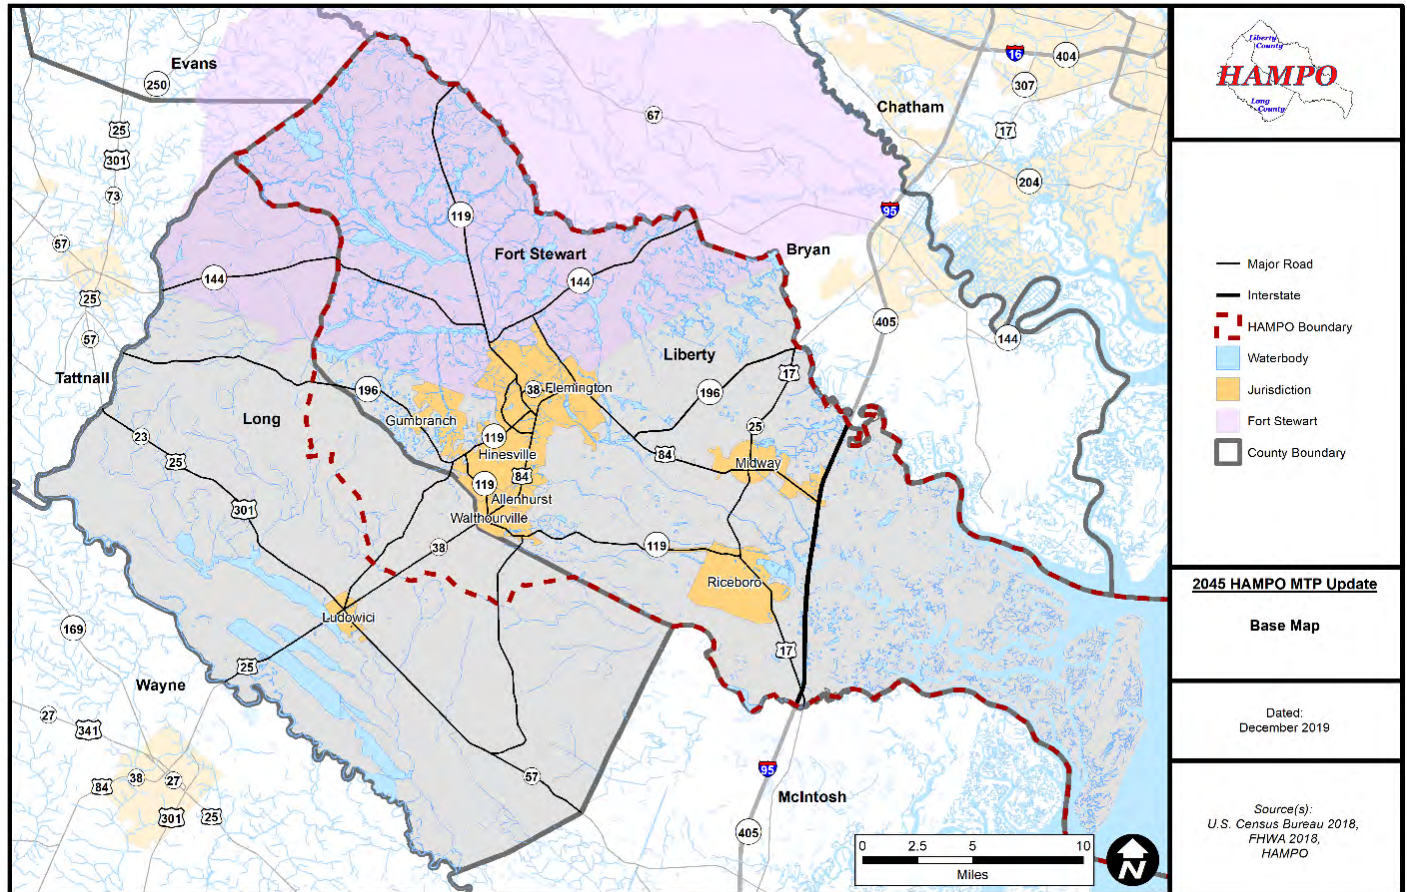 Evans
250
25
301
73
57
25
57
Tattnall
67
16
404
307
Chatham
17
204
95
Bryan
405
144
119
Fort Stewart
144
144
Liberty
17
196
196
Long
38
Flemington
Gumbranch
23
25
119
Hinesville
25
84
Midway
84
119
Allenhurst
Walthourville
301
38
119
Riceboro
Ludowici
169
25
17
Wayne
27
341
38
27
84
301
25
57
95
McIntosh
405
0 2.5 5 10
Miles
N
Liberty
County
HAMPO
Long
County
Major Road
Interstate
HAMPO Boundary
Waterbody
Jurisdiction
Fort Stewart
County Boundary
2045 HAMPO MTP Update
Base Map
Dated:
December 2019
Source(s):
U.S. Census Bureau 2018,
FHWA 2018,
HAMPO